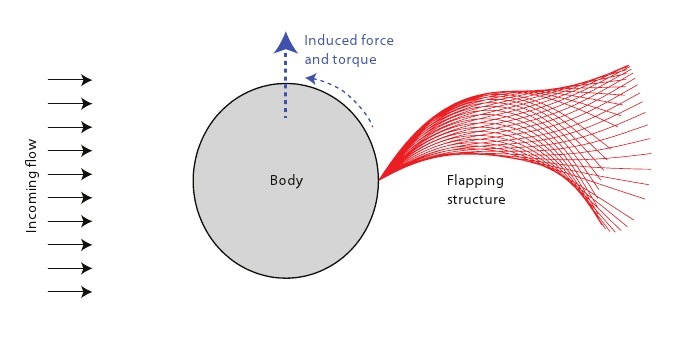 Induced force
and torque
Incoming flow
Body
Flapping
structure